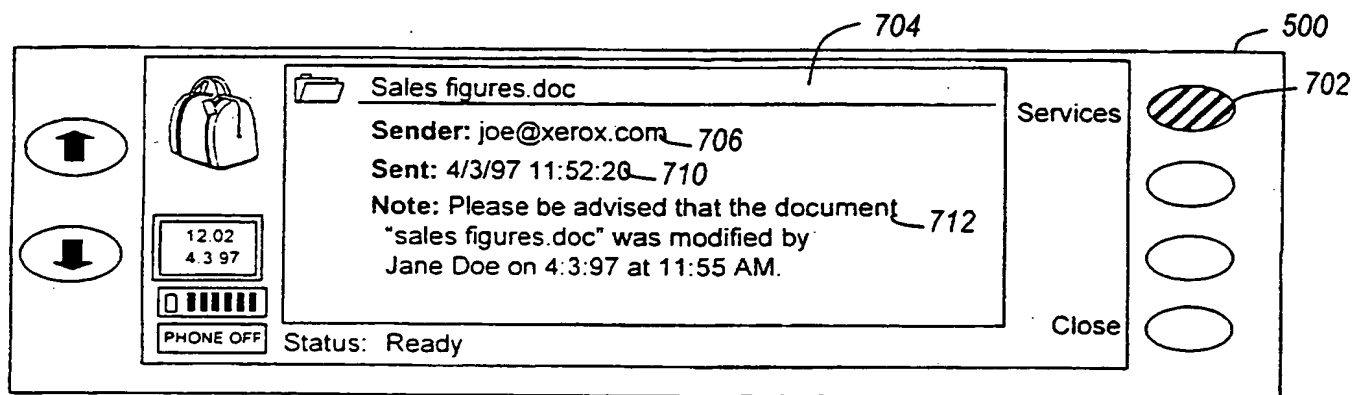 704
500
702
Sales figures.doc
Services
Sender: joe@xerox.com 706
Sent: 4/3/97 11:52:20 710
Note: Please be advised that the document 712
"sales figures.doc" was modified by
Jane Doe on 4:3:97 at 11:55 AM.
12.02
4.3 97
PHONE OFF
Status: Ready
Close